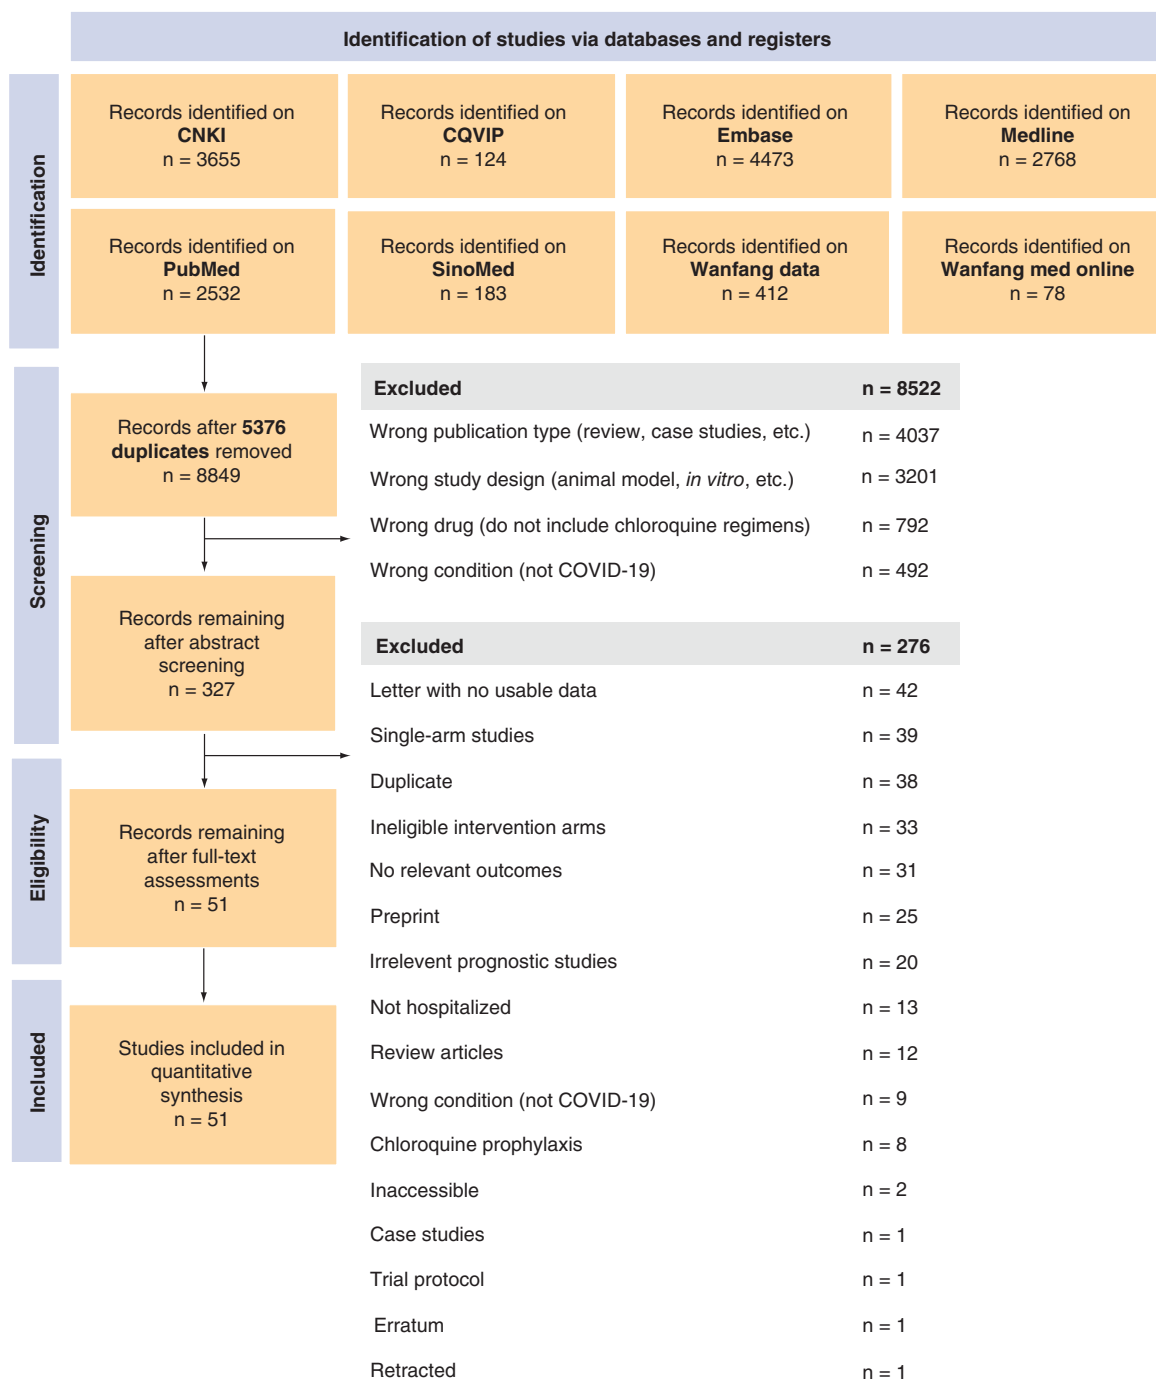 Identification of studies via databases and registers
Identification
Records identified on
CNKI
n = 3655
Records identified on
CQVIP
n = 124
Records identified on
Embase
n = 4473
Records identified on
Medline
n = 2768
Records identified on
PubMed
n = 2532
Records identified on
SinoMed
n = 183
Records identified on
Wanfang data
n = 412
Records identified on
Wanfang med online
n = 78
Screening
Records after 5376
duplicates removed
n = 8849
Excluded n = 8522
Wrong publication type (review, case studies, etc.) n = 4037
Wrong study design (animal model, in vitro, etc.) n = 3201
Wrong drug (do not include chloroquine regimens) n = 792
Wrong condition (not COVID-19) n = 492
Records remaining
after abstract
screening
n = 327
Excluded n = 276
Letter with no usable data n = 42
Single-arm studies n = 39
Duplicate n = 38
Ineligible intervention arms n = 33
No relevant outcomes n = 31
Preprint n = 25
Irrelevent prognostic studies n = 20
Not hospitalized n = 13
Review articles n = 12
Wrong condition (not COVID-19) n = 9
Chloroquine prophylaxis n = 8
Inaccessible n = 2
Case studies n = 1
Trial protocol n = 1
Erratum n = 1
Retracted n = 1
Eligibility
Records remaining
after full-text
assessments
n = 51
Included
Studies included in
quantitative
synthesis
n = 51